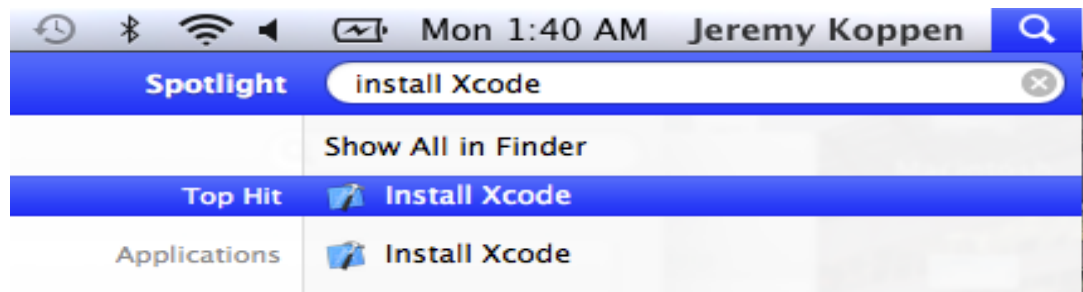 Mon 1:40 AM Jeremy Koppen
Spotlight install Xcode
Show All in Finder
Top Hit Install Xcode
Applications Install Xcode